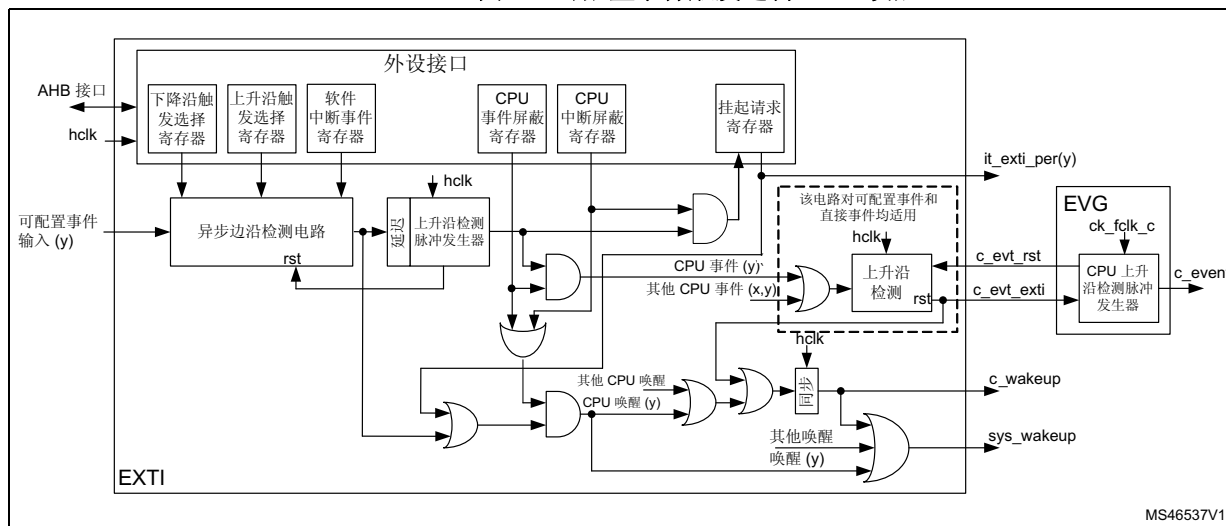 外设接口
AHB 接口
hclk
下降沿触
发选择
寄存器
上升沿触
发选择
寄存器
软件
中断事件
寄存器
CPU
事件屏蔽
寄存器
CPU
中断屏蔽
寄存器
挂起请求
寄存器
it_exti_per(y)
hclk
可配置事件
输入 (y)
异步边沿检测电路
rst
延迟
上升沿检测
脉冲发生器
该电路对可配置事件和
直接事件均适用
hclk
CPU 事件 (y)
其他 CPU 事件 (x,y)
上升沿
检测
rst
c_evt_rst
c_evt_exti
EVG
ck_fclk_c
CPU 上升
沿检测脉冲
发生器
c_even
hclk
其他 CPU 唤醒
CPU 唤醒 (y)
同步
c_wakeup
其他唤醒
唤醒 (y)
sys_wakeup
EXTI
MS46537V1